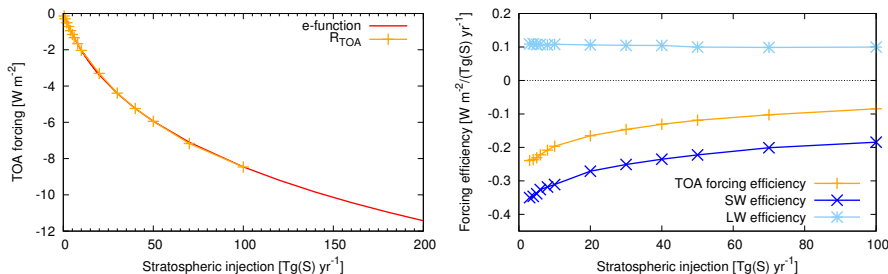 e-function
R_TOA
0
-2
-4
-6
-8
-10
-12
TOA forcing [W m⁻²]
0 50 100 150 200
Stratospheric injection [Tg(S) yr⁻¹]
0.2
0.1
0
-0.1
-0.2
-0.3
-0.4
Forcing efficiency [W m⁻²/(Tg(S) yr⁻¹)]
TOA forcing efficiency
SW efficiency
LW efficiency
0 20 40 60 80 100
Stratospheric injection [Tg(S) yr⁻¹]